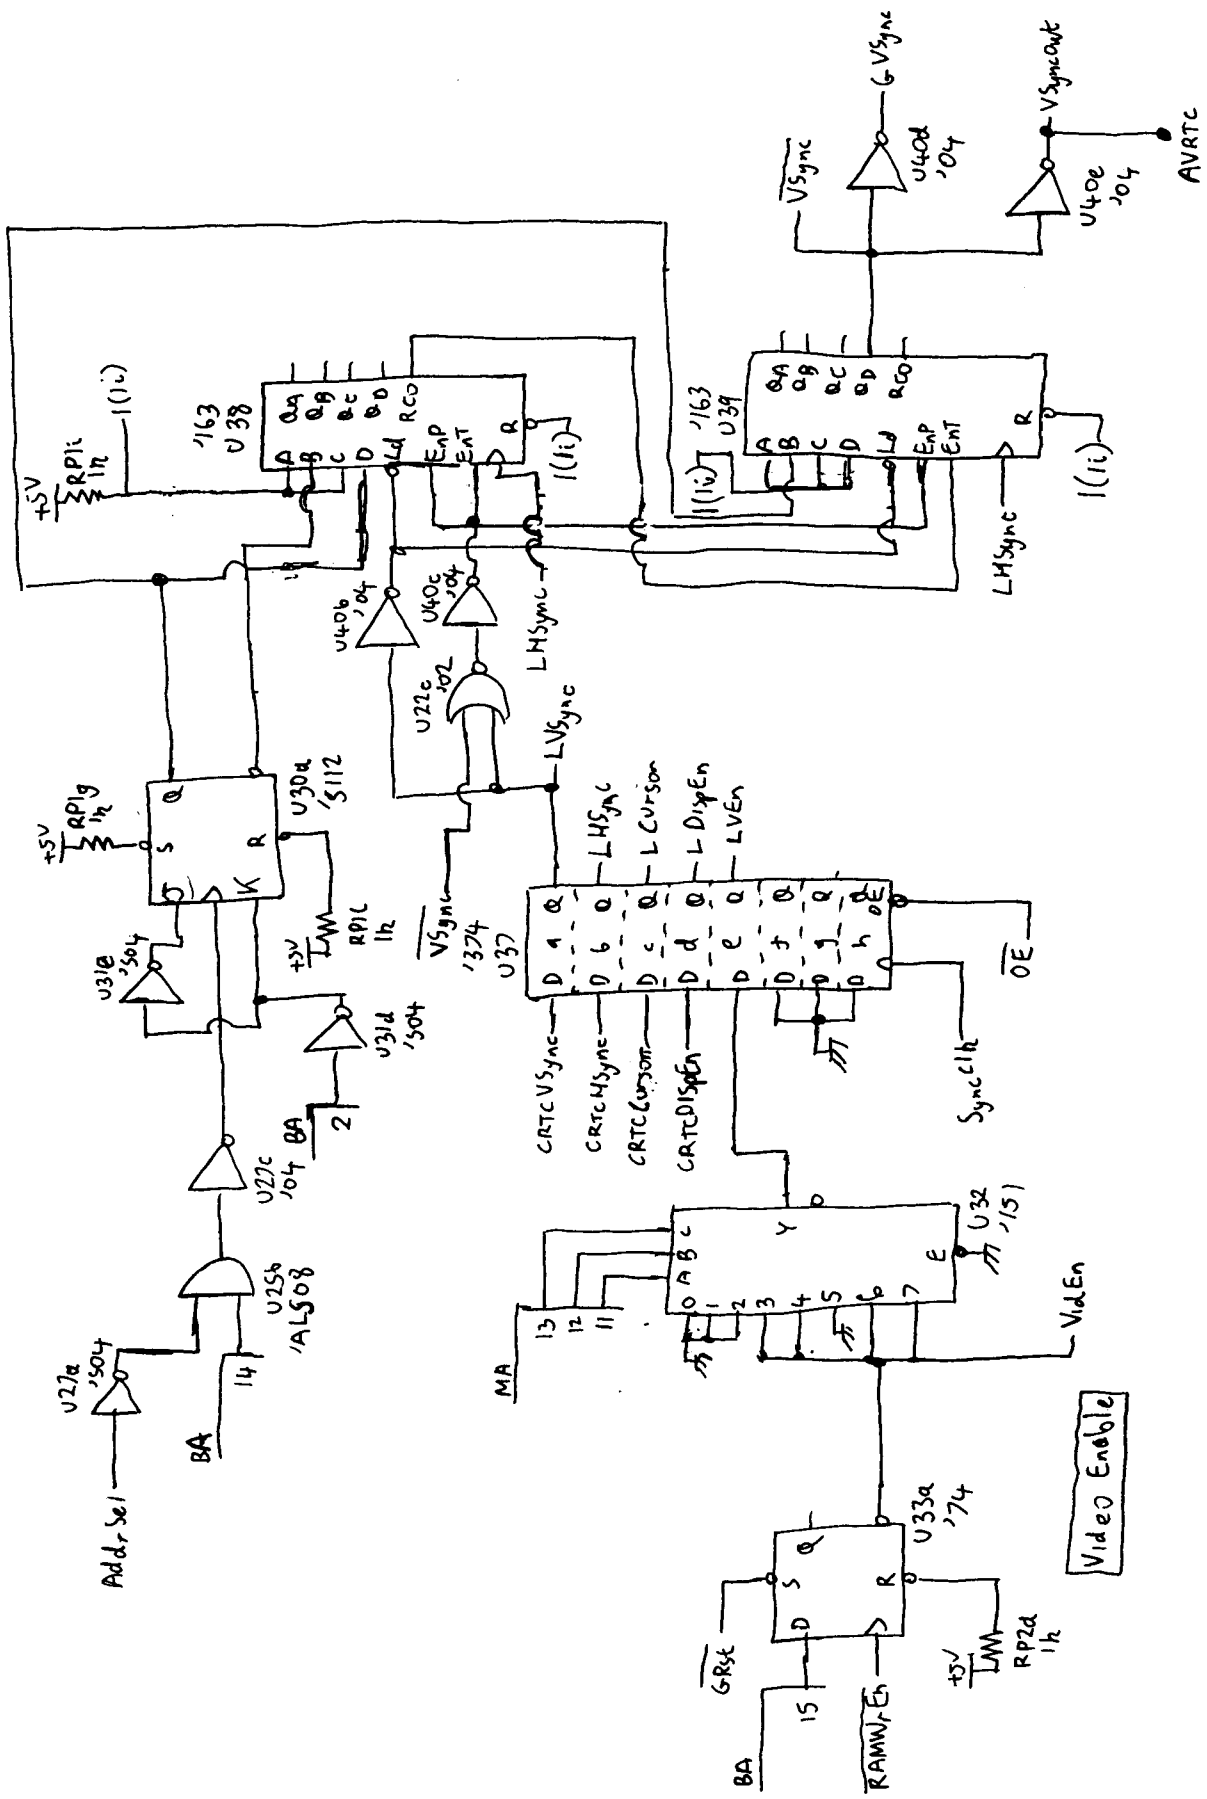 AddrSel
U27a
'S04
BA
14
U25b
'ALS08
U27c
'04
BA
2
U31d
'S04
U31e
'S04
+5V
RP1g
1k
J
K
S
R
Q
U30a
'S112
+5V
RP1c
1k
+5V
RP1i
1k
1(1i)
'163
U38
A
B
C
D
Ld
EnP
EnT
R
QA
QB
QC
QD
RCO
1(1i)
LHSync
U40b
'04
U40c
'04
U22c
'02
VSync
LVSync
'374
U37
D a Q
D b Q
D c Q
D d Q
D e Q
D f Q
D g Q
D h Q
OE
LHSync
LCursor
LDispEn
LVEn
CRTCVSync
CRTCHSync
CRTCCursor
CRTCDispEn
OE
SyncClk
1(1i)
'163
U39
A
B
C
D
Ld
EnP
EnT
R
QA
QB
QC
QD
RCO
LHSync
1(1i)
VSync
GVSync
U40d
'04
VSyncOut
U40e
'04
AVRTC
MA
13
12
11
C
B
A
0
1
2
3
4
5
6
7
Y
E
U32
'151
VidEn
GRst
BA
15
RAMWrEn
D
S
R
Q
U33a
'74
+5V
RP2d
1k
Video Enable